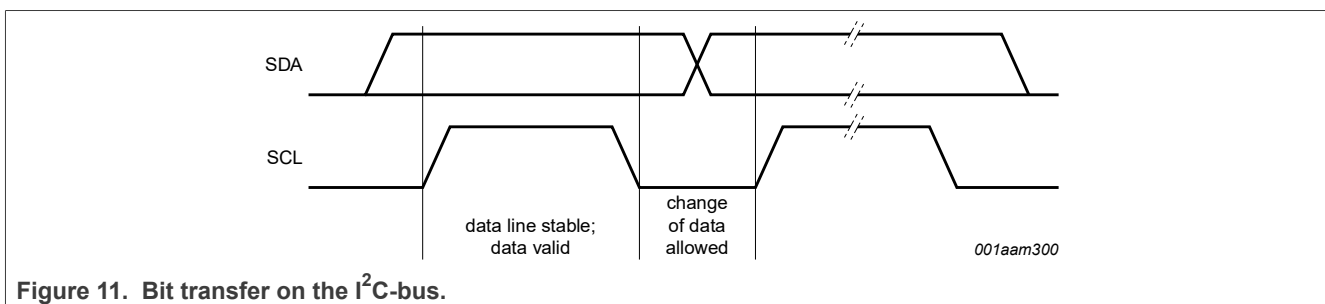 SDA
SCL
data line stable;
data valid
change
of data
allowed
001aam300
Figure 11. Bit transfer on the I²C-bus.